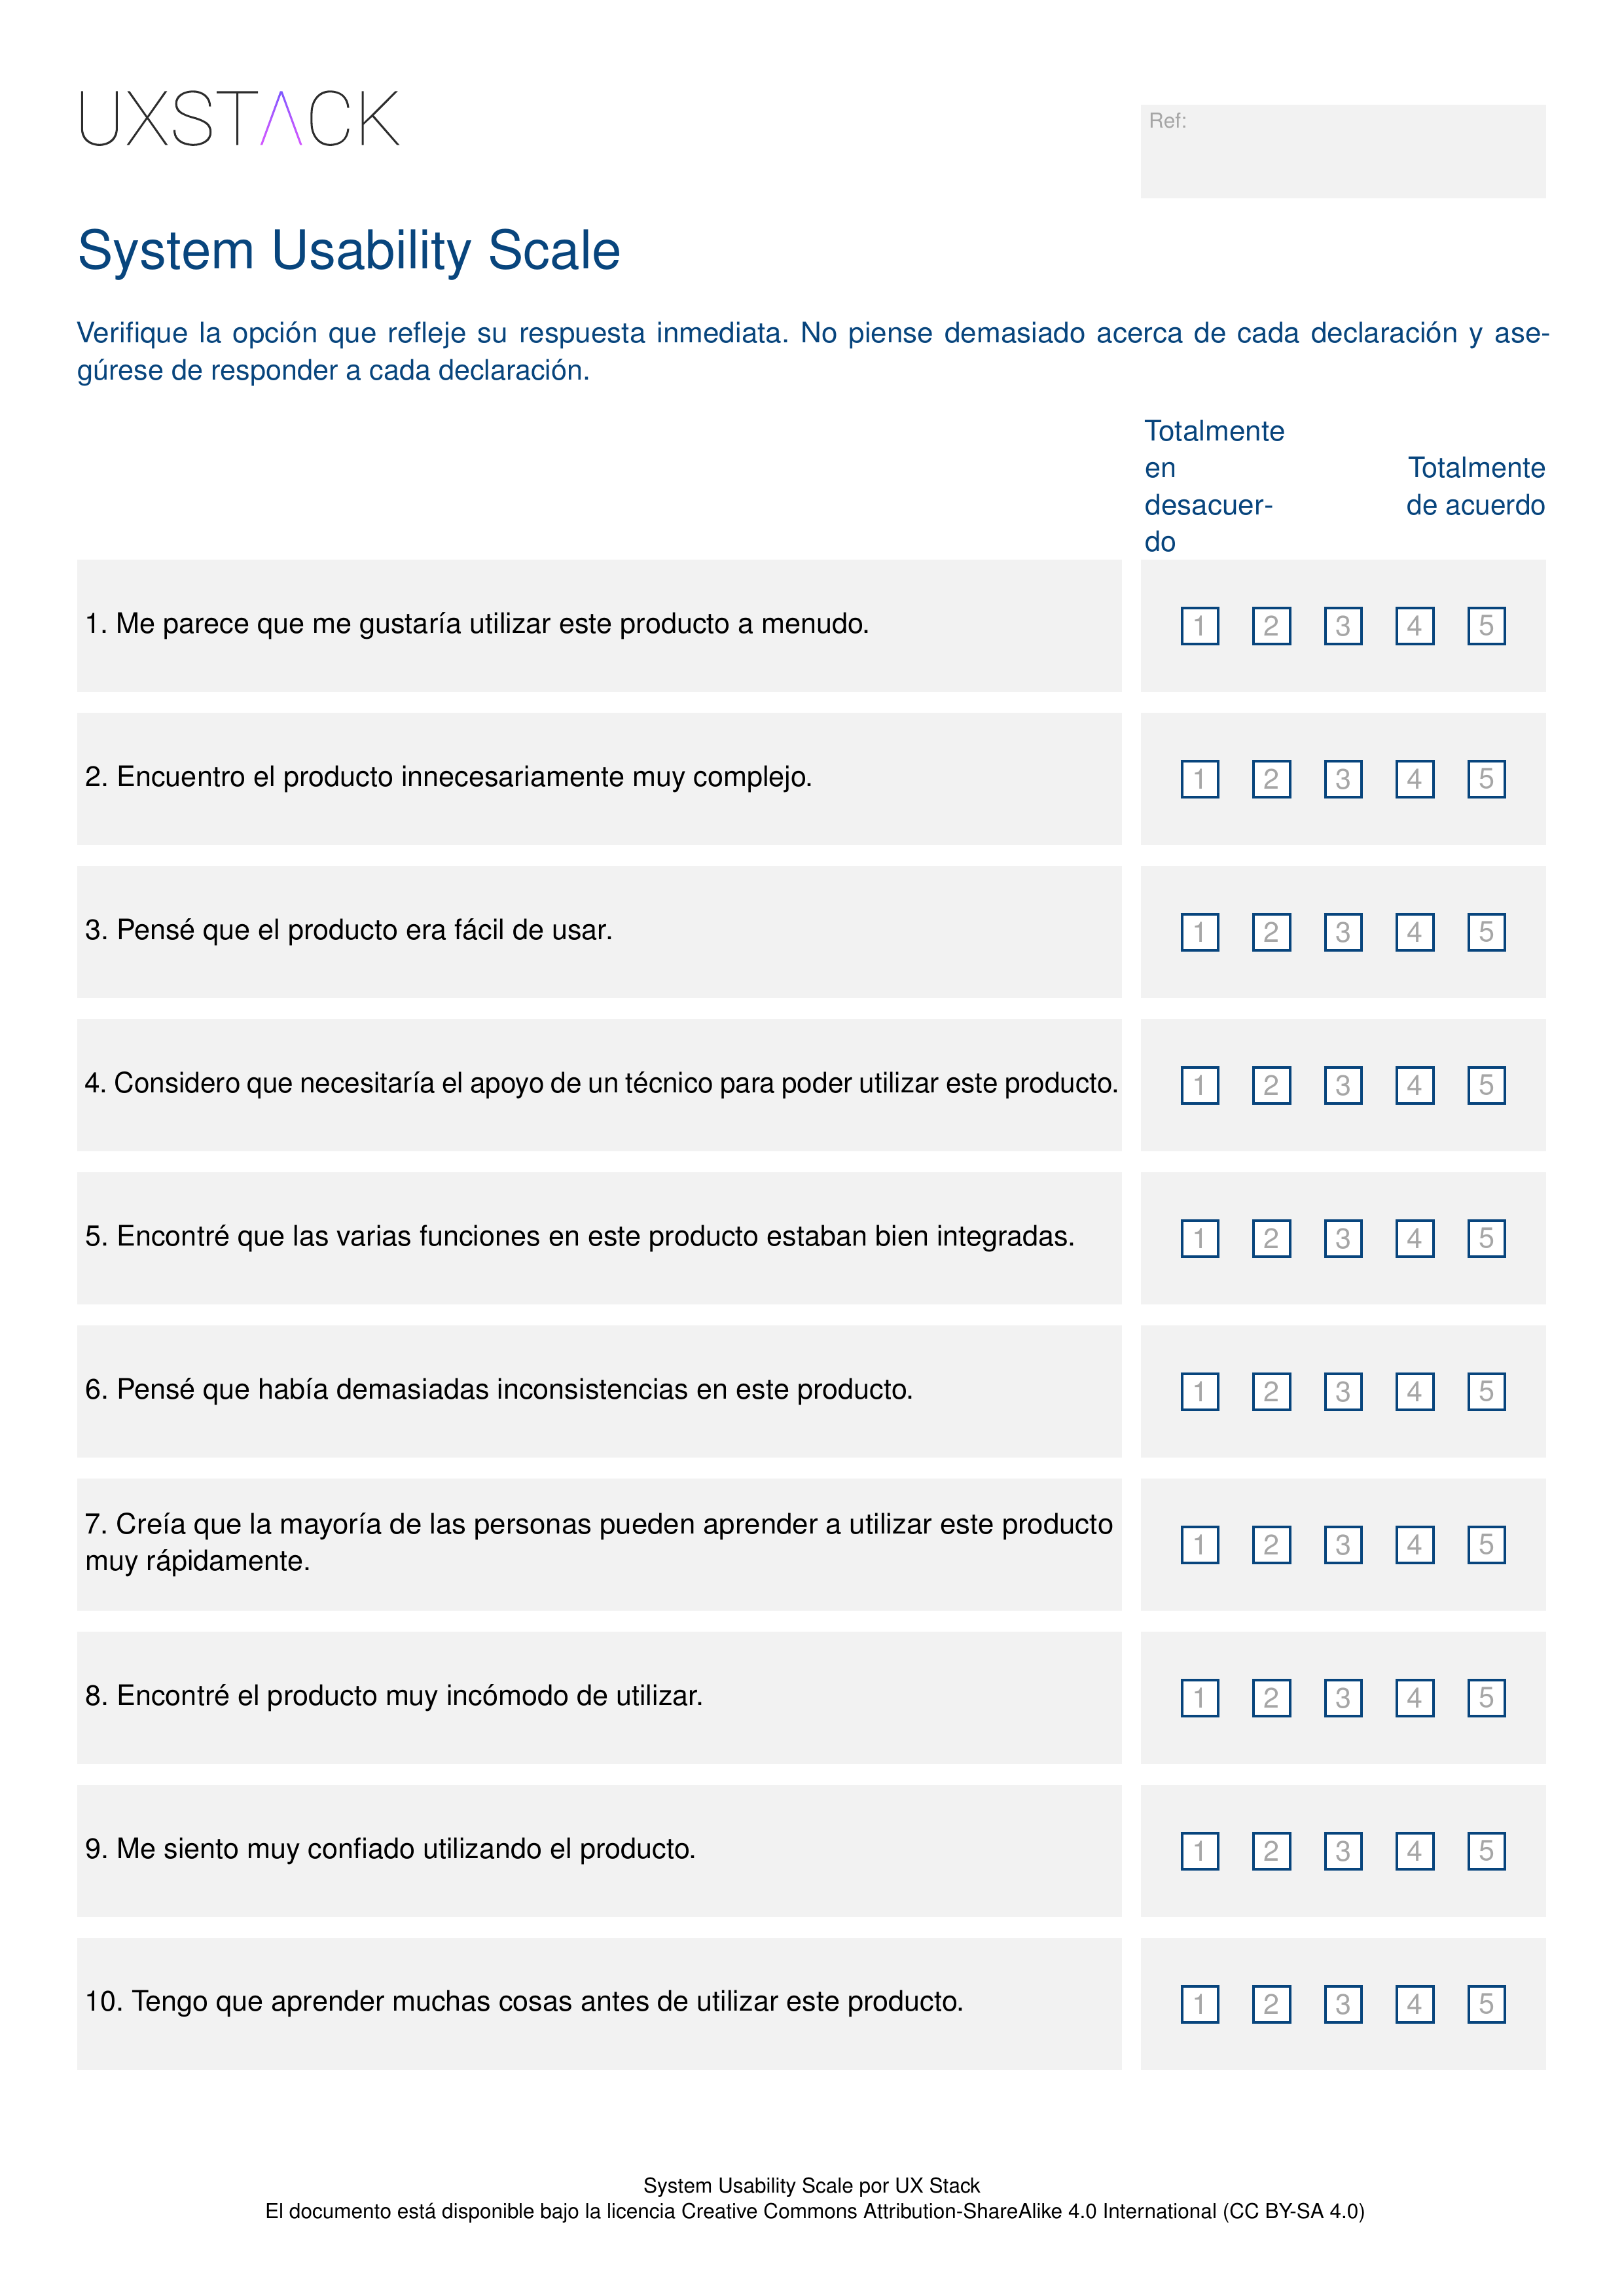 UXSTACK
Ref:
System Usability Scale
Verifique la opción que refleje su respuesta inmediata. No piense demasiado acerca de cada declaración y ase-
gúrese de responder a cada declaración.
Totalmente
en
desacuer-
do
Totalmente
de acuerdo
1. Me parece que me gustaría utilizar este producto a menudo.
1 2 3 4 5
2. Encuentro el producto innecesariamente muy complejo.
1 2 3 4 5
3. Pensé que el producto era fácil de usar.
1 2 3 4 5
4. Considero que necesitaría el apoyo de un técnico para poder utilizar este producto.
1 2 3 4 5
5. Encontré que las varias funciones en este producto estaban bien integradas.
1 2 3 4 5
6. Pensé que había demasiadas inconsistencias en este producto.
1 2 3 4 5
7. Creía que la mayoría de las personas pueden aprender a utilizar este producto
muy rápidamente.
1 2 3 4 5
8. Encontré el producto muy incómodo de utilizar.
1 2 3 4 5
9. Me siento muy confiado utilizando el producto.
1 2 3 4 5
10. Tengo que aprender muchas cosas antes de utilizar este producto.
1 2 3 4 5
System Usability Scale por UX Stack
El documento está disponible bajo la licencia Creative Commons Attribution-ShareAlike 4.0 International (CC BY-SA 4.0)